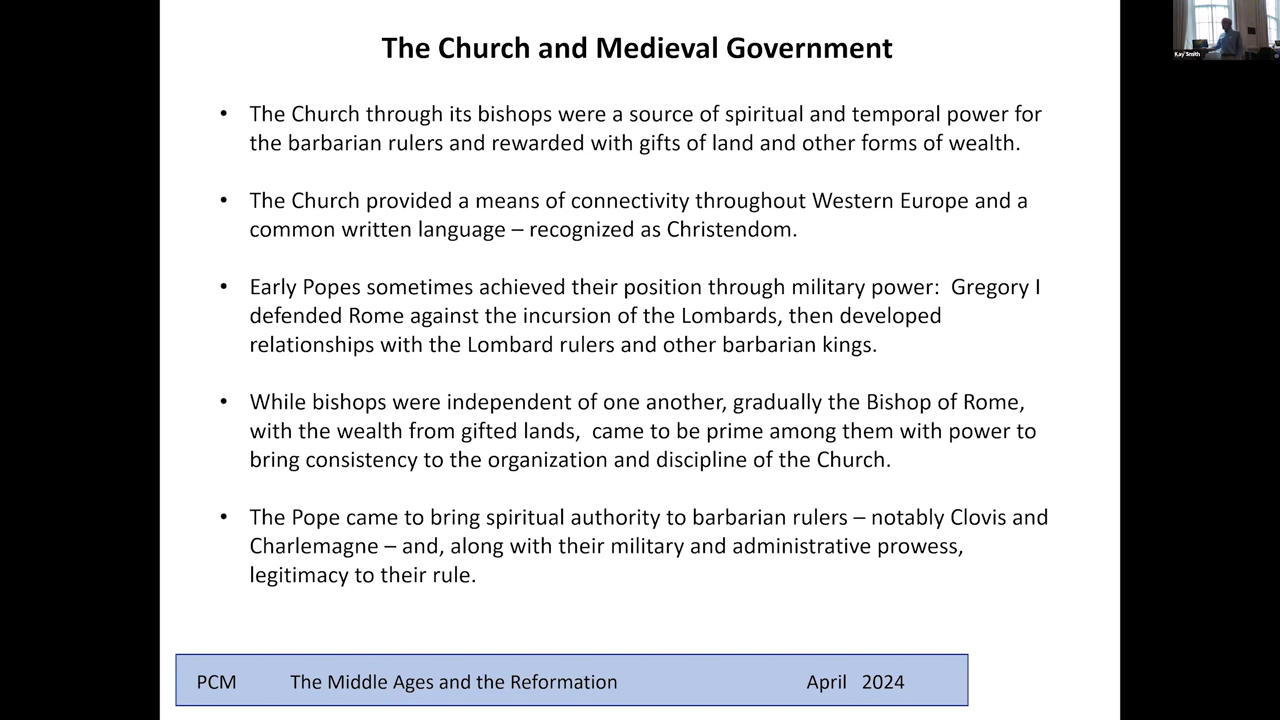 The Church and Medieval Government
Kay Smith
• The Church through its bishops were a source of spiritual and temporal power for
the barbarian rulers and rewarded with gifts of land and other forms of wealth.
• The Church provided a means of connectivity throughout Western Europe and a
common written language – recognized as Christendom.
• Early Popes sometimes achieved their position through military power:  Gregory I
defended Rome against the incursion of the Lombards, then developed
relationships with the Lombard rulers and other barbarian kings.
• While bishops were independent of one another, gradually the Bishop of Rome,
with the wealth from gifted lands,  came to be prime among them with power to
bring consistency to the organization and discipline of the Church.
• The Pope came to bring spiritual authority to barbarian rulers – notably Clovis and
Charlemagne – and, along with their military and administrative prowess,
legitimacy to their rule.
PCM The Middle Ages and the Reformation April 2024